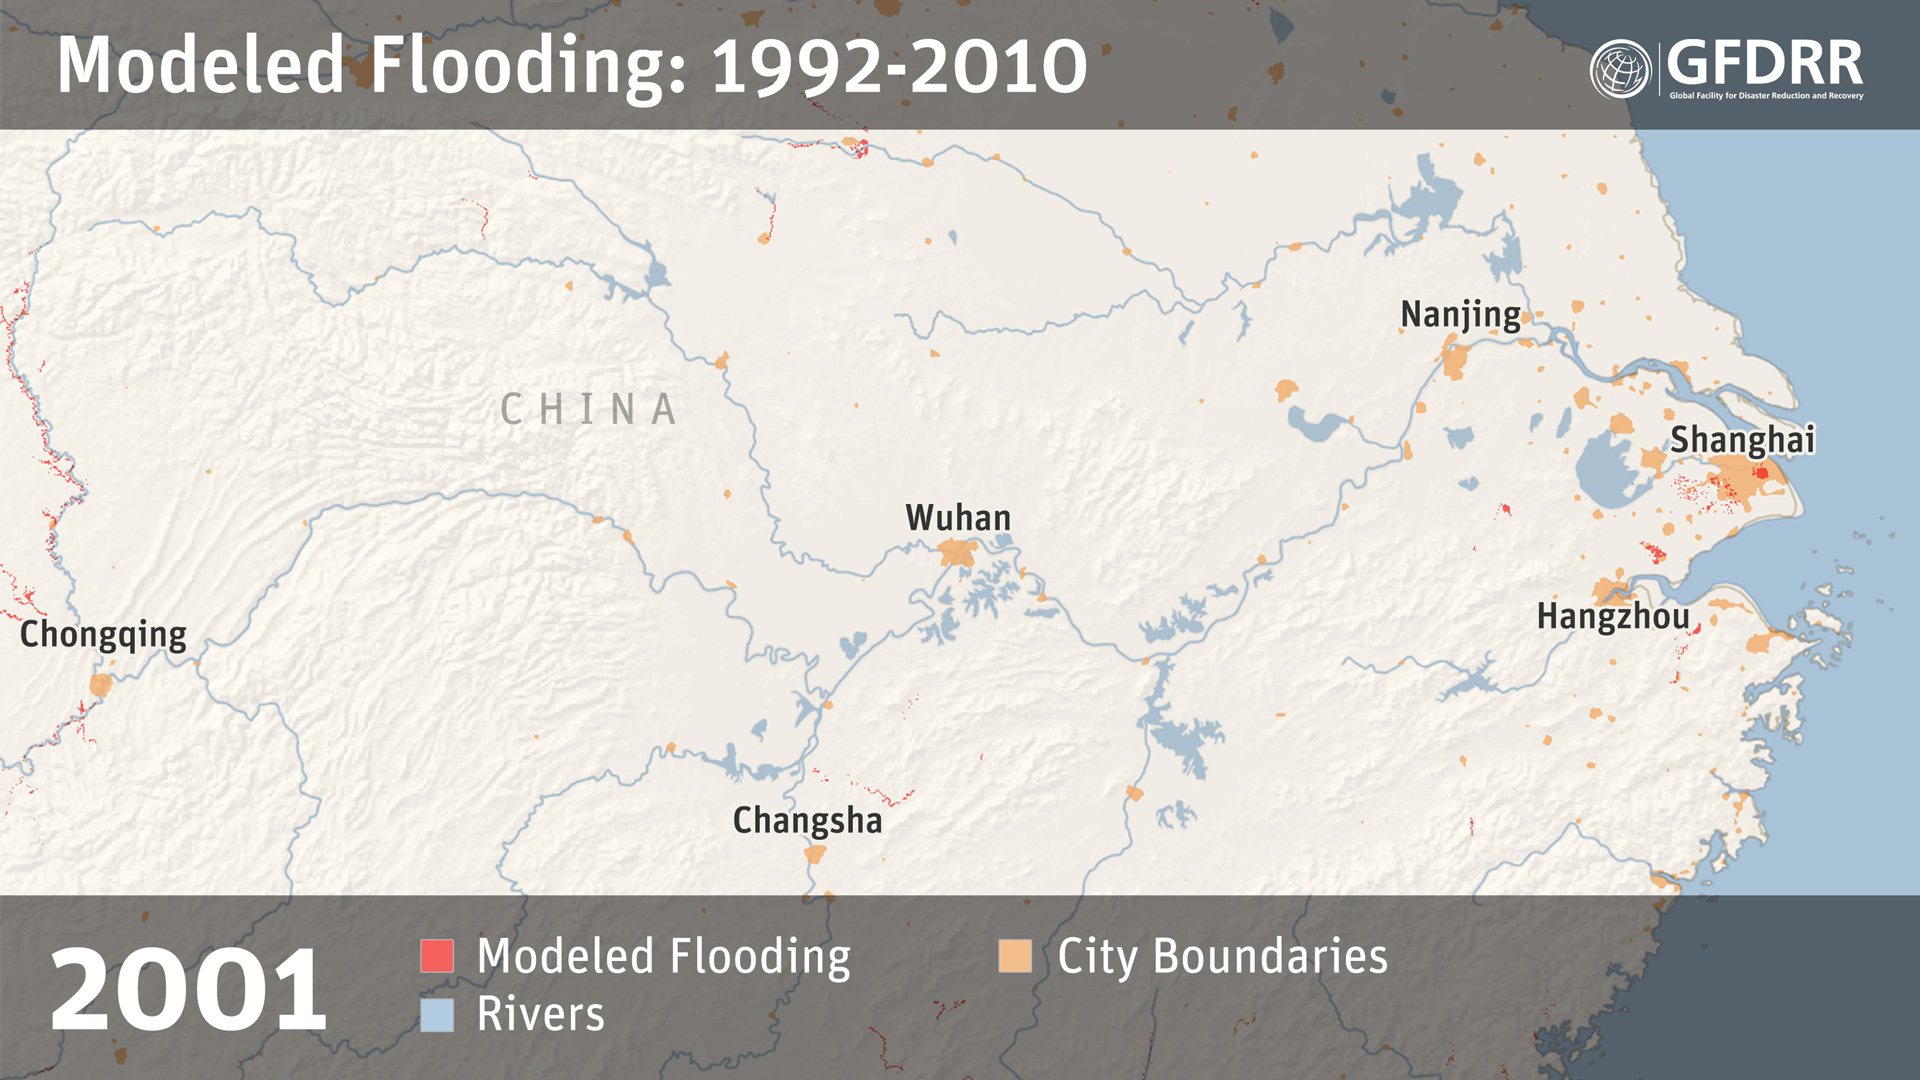 Modeled Flooding: 1992-2010
GFDRR
Global Facility for Disaster Reduction and Recovery
Nanjing
CHINA
Shanghai
Wuhan
Hangzhou
Chongqing
Changsha
2001
Modeled Flooding
City Boundaries
Rivers